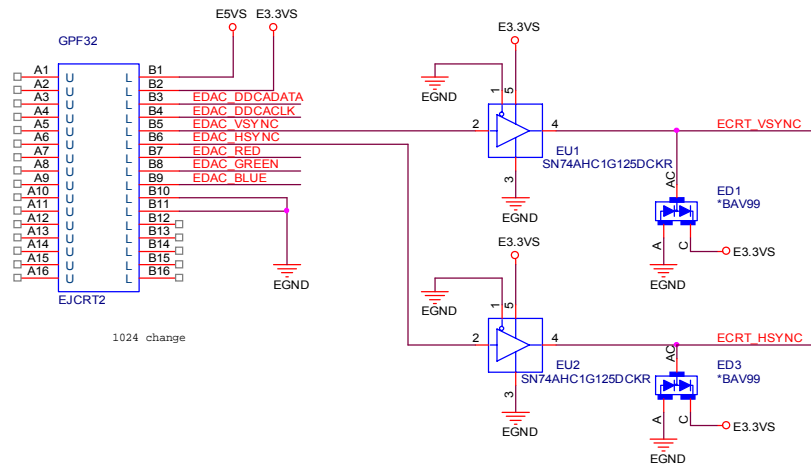 E5VS E3.3VS
GPF32
E3.3VS
A1 U L B1
A2 U L B2
A3 U L B3 EDAC_DDCADATA
A4 U L B4 EDAC_DDCACLK
A5 U L B5 EDAC_VSYNC
A6 U L B6 EDAC_HSYNC
A7 U L B7 EDAC_RED
A8 U L B8 EDAC_GREEN
A9 U L B9 EDAC_BLUE
A10 U L B10
A11 U L B11
A12 U L B12
A13 U L B13
A14 U L B14
A15 U L B15
A16 U L B16
EJCRT2
EGND
1024 change
EGND
1 5
2 4
3
EU1
SN74AHC1G125DCKR
EGND
ECRT_VSYNC
AC
ED1
*BAV99
A C
E3.3VS
EGND
E3.3VS
EGND
1 5
2 4
3
EU2
SN74AHC1G125DCKR
EGND
ECRT_HSYNC
AC
ED3
*BAV99
A C
E3.3VS
EGND